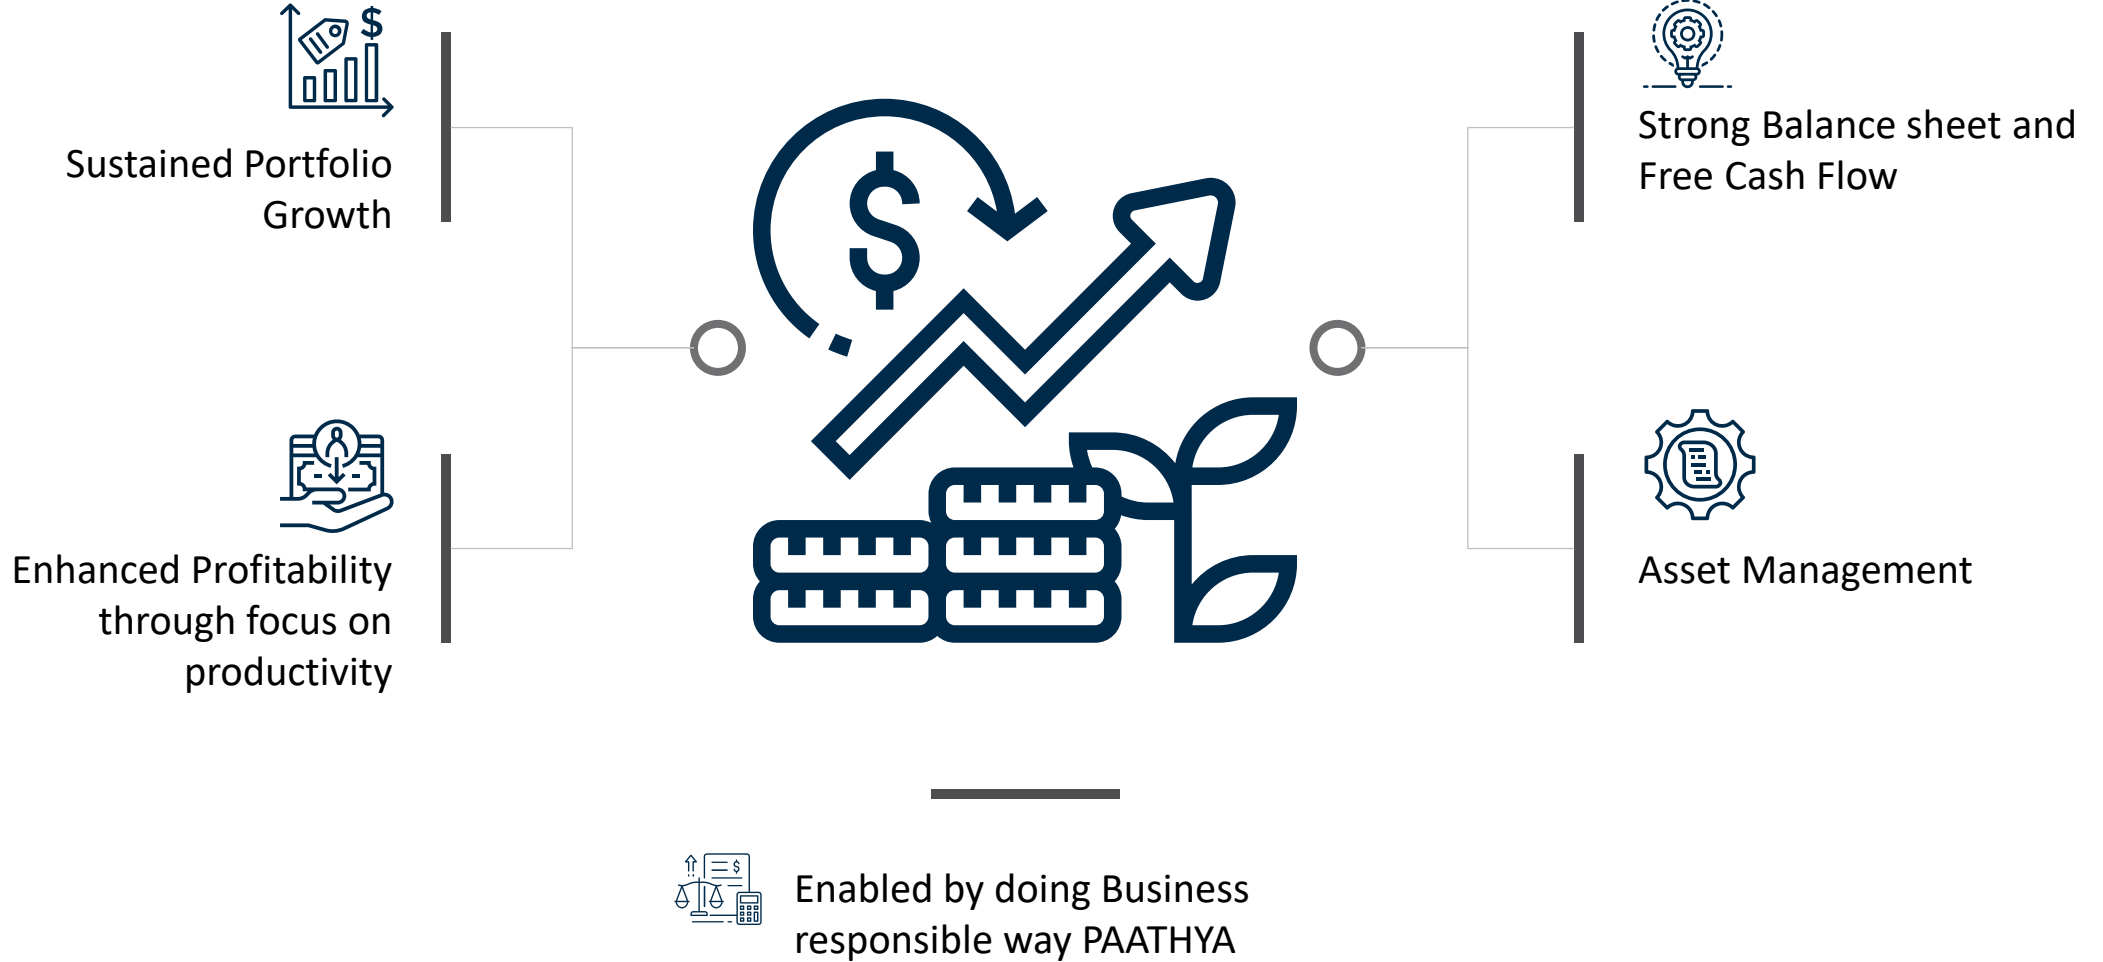 Sustained Portfolio
Growth
Enhanced Profitability
through focus on
productivity
$
$
Strong Balance sheet and
Free Cash Flow
Asset Management
$
Enabled by doing Business
responsible way PAATHYA